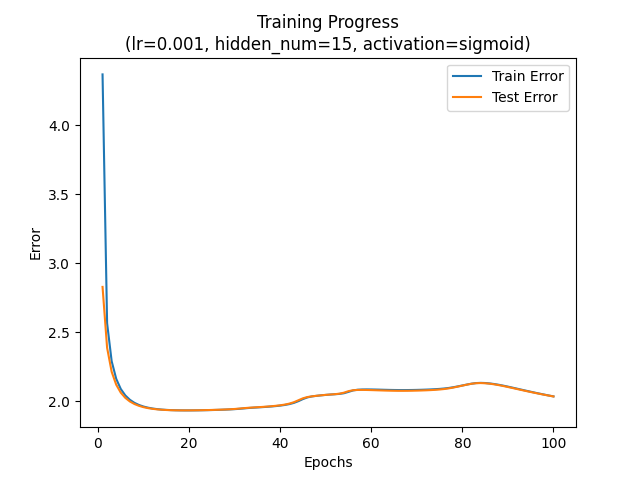 Training Progress
(lr=0.001, hidden_num=15, activation=sigmoid)
Train Error
Test Error
4.0
3.5
3.0
2.5
2.0
Error
0 20 40 60 80 100
Epochs